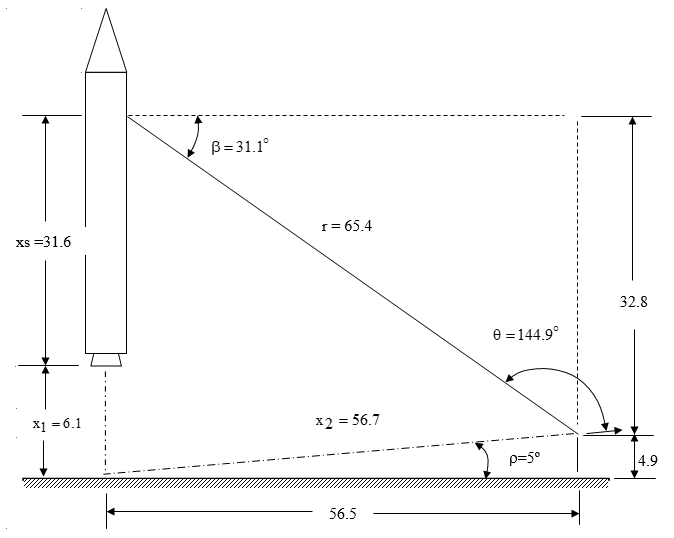 β = 31.1°
r = 65.4
xs =31.6
32.8
θ = 144.9°
x1 = 6.1
x2 = 56.7
ρ=5°
4.9
56.5